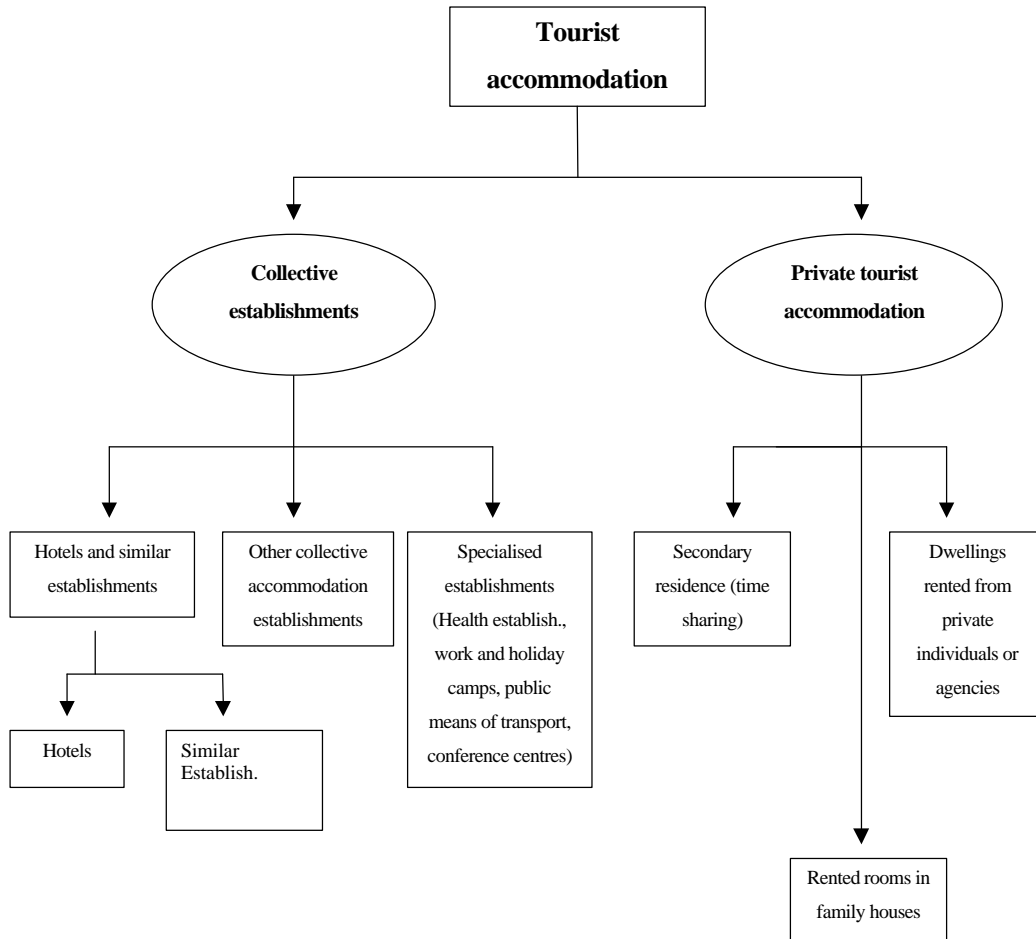 Tourist
accommodation
Collective
establishments
Private tourist
accommodation
Hotels and similar
establishments
Other collective
accommodation
establishments
Specialised
establishments
(Health establish.,
work and holiday
camps, public
means of transport,
conference centres)
Secondary
residence (time
sharing)
Dwellings
rented from
private
individuals or
agencies
Hotels
Similar
Establish.
Rented rooms in
family houses